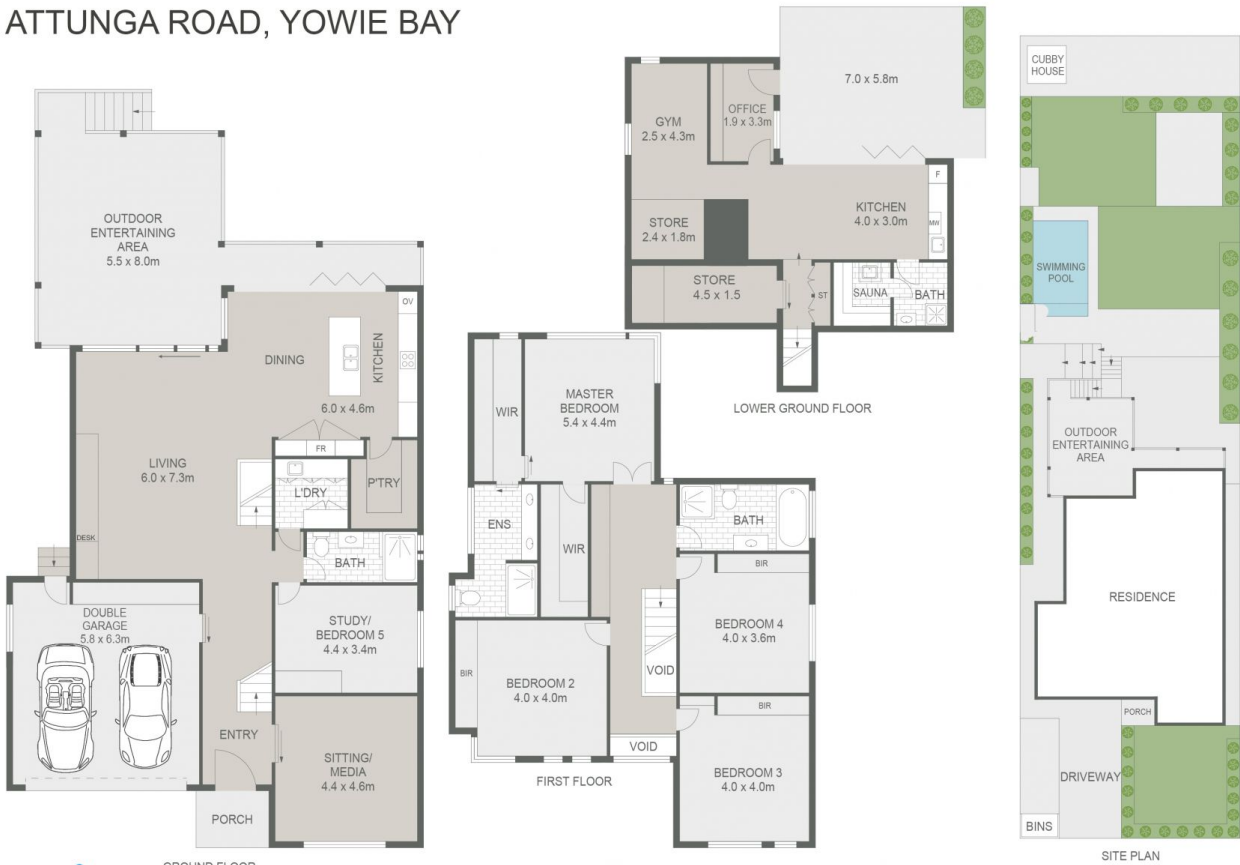 ATTUNGA ROAD, YOWIE BAY
OUTDOOR
ENTERTAINING
AREA
5.5 x 8.0m
OV
KITCHEN
DINING
6.0 x 4.6m
FR
LIVING
6.0 x 7.3m
L'DRY
P'TRY
DESK
BATH
DOUBLE
GARAGE
5.8 x 6.3m
STUDY/
BEDROOM 5
4.4 x 3.4m
ENTRY
SITTING/
MEDIA
4.4 x 4.6m
PORCH
GROUND FLOOR
WIR
MASTER
BEDROOM
5.4 x 4.4m
ENS
WIR
BATH
BIR
BEDROOM 4
4.0 x 3.6m
VOID
BIR
BEDROOM 2
4.0 x 4.0m
BIR
VOID
BEDROOM 3
4.0 x 4.0m
FIRST FLOOR
7.0 x 5.8m
GYM
2.5 x 4.3m
OFFICE
1.9 x 3.3m
F
KITCHEN
4.0 x 3.0m
MW
STORE
2.4 x 1.8m
STORE
4.5 x 1.5
ST
SAUNA
BATH
LOWER GROUND FLOOR
CUBBY
HOUSE
SWIMMING
POOL
OUTDOOR
ENTERTAINING
AREA
RESIDENCE
PORCH
DRIVEWAY
BINS
SITE PLAN